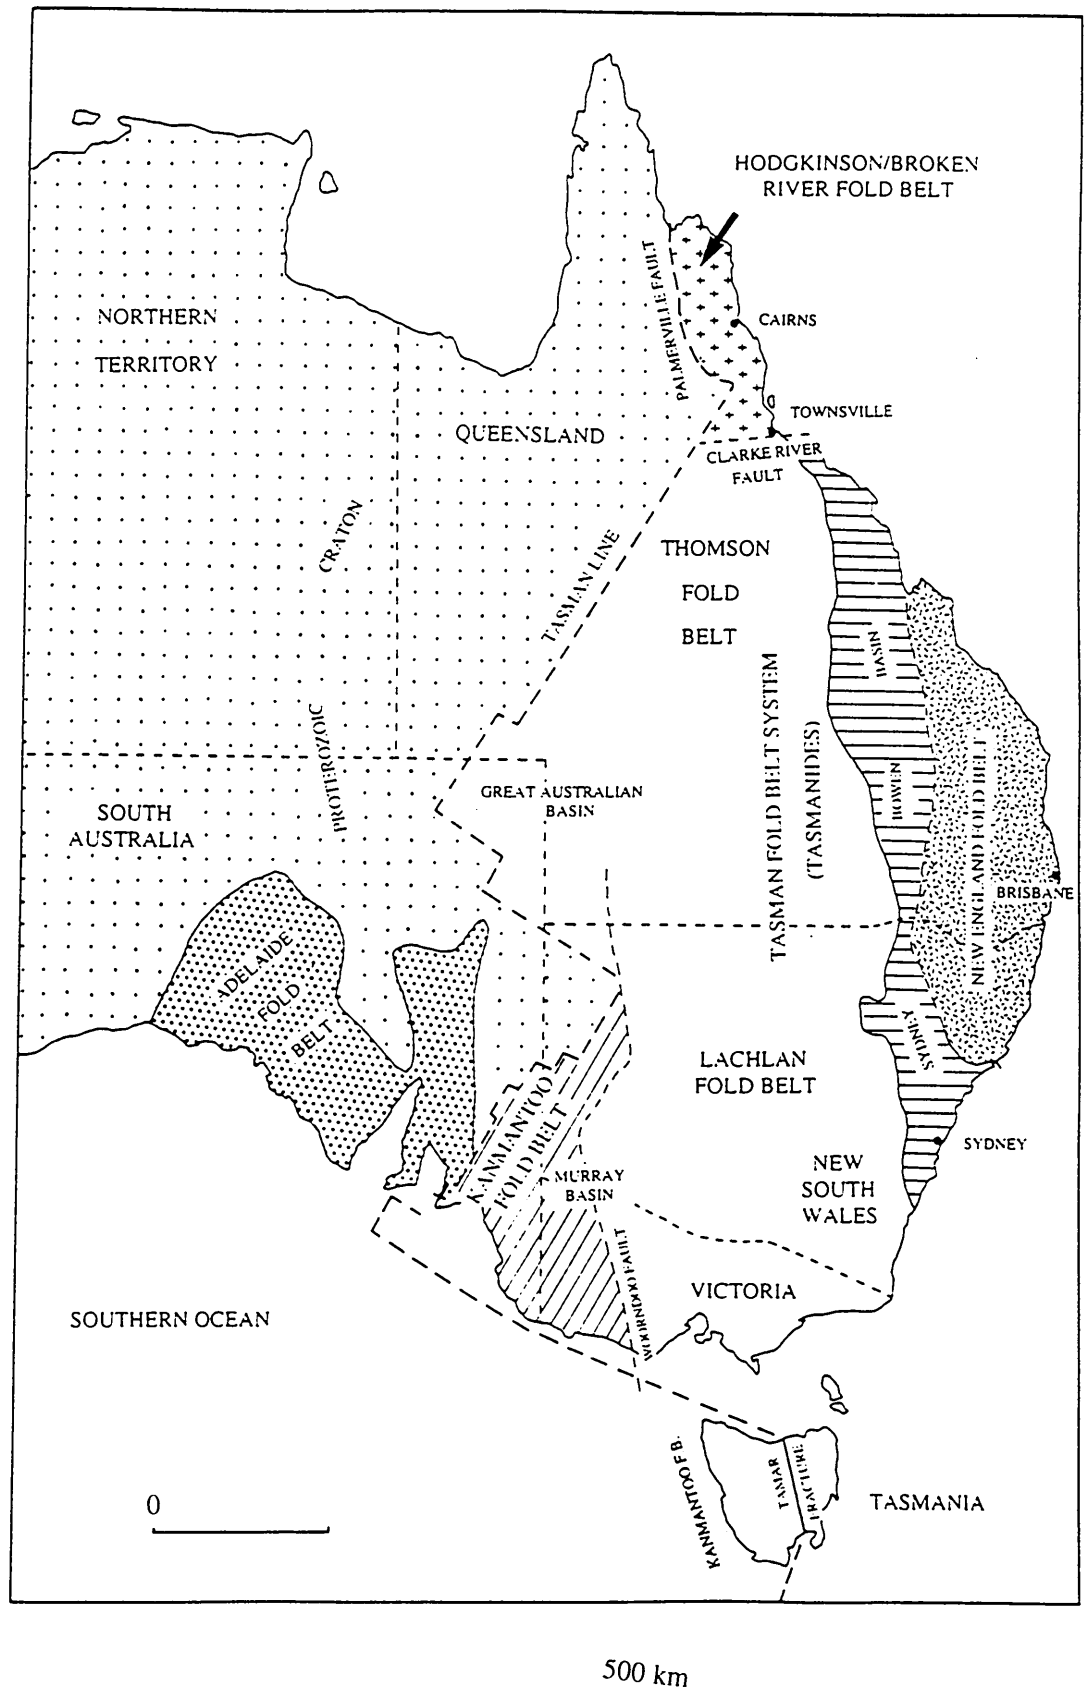 HODGKINSON/BROKEN
RIVER FOLD BELT
PALMERVILLE FAULT
CAIRNS
NORTHERN
TERRITORY
TOWNSVILLE
QUEENSLAND
CLARKE RIVER
FAULT
CRATON
THOMSON
FOLD
BELT
TASMAN LINE
BASIN
TASMAN FOLD BELT SYSTEM
(TASMANIDES)
PROTEROZOIC
BOWEN
NEW ENGLAND FOLD BELT
GREAT AUSTRALIAN
BASIN
SOUTH
AUSTRALIA
BRISBANE
ADELAIDE
FOLD
BELT
SYDNEY
LACHLAN
FOLD BELT
KANMANTOO
FOLD BELT
SYDNEY
MURRAY
BASIN
NEW
SOUTH
WALES
FAULT
VICTORIA
SOUTHERN OCEAN
KANMANTOO F B.
TAMAR
FRACTURE
TASMANIA
0
500 km